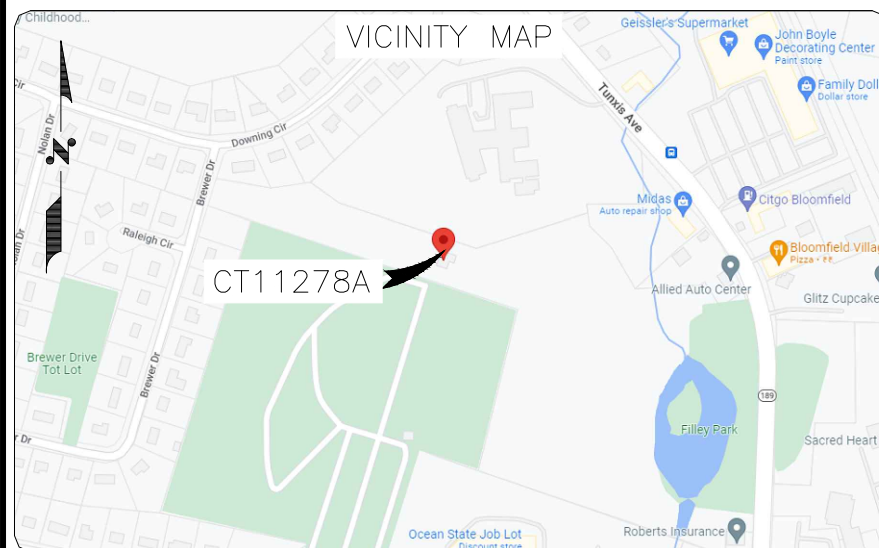 Childhood...
VICINITY MAP
Geissler's Supermarket
John Boyle
Decorating Center
Paint store
Family Doll
Dollar store
Cir
Nolan Dr
Downing Cir
Tunxis Ave
N
Brewer Dr
Midas
Auto repair shop
Citgo Bloomfield
Raleigh Cir
Bloomfield Villag
Pizza • ₽₽
CT11278A
Allied Auto Center
Glitz Cupcake
Brewer Drive
Tot Lot
Brewer Dr
189
Filley Park
Sacred Heart
r Dr
Ocean State Job Lot
Discount store
Roberts Insurance